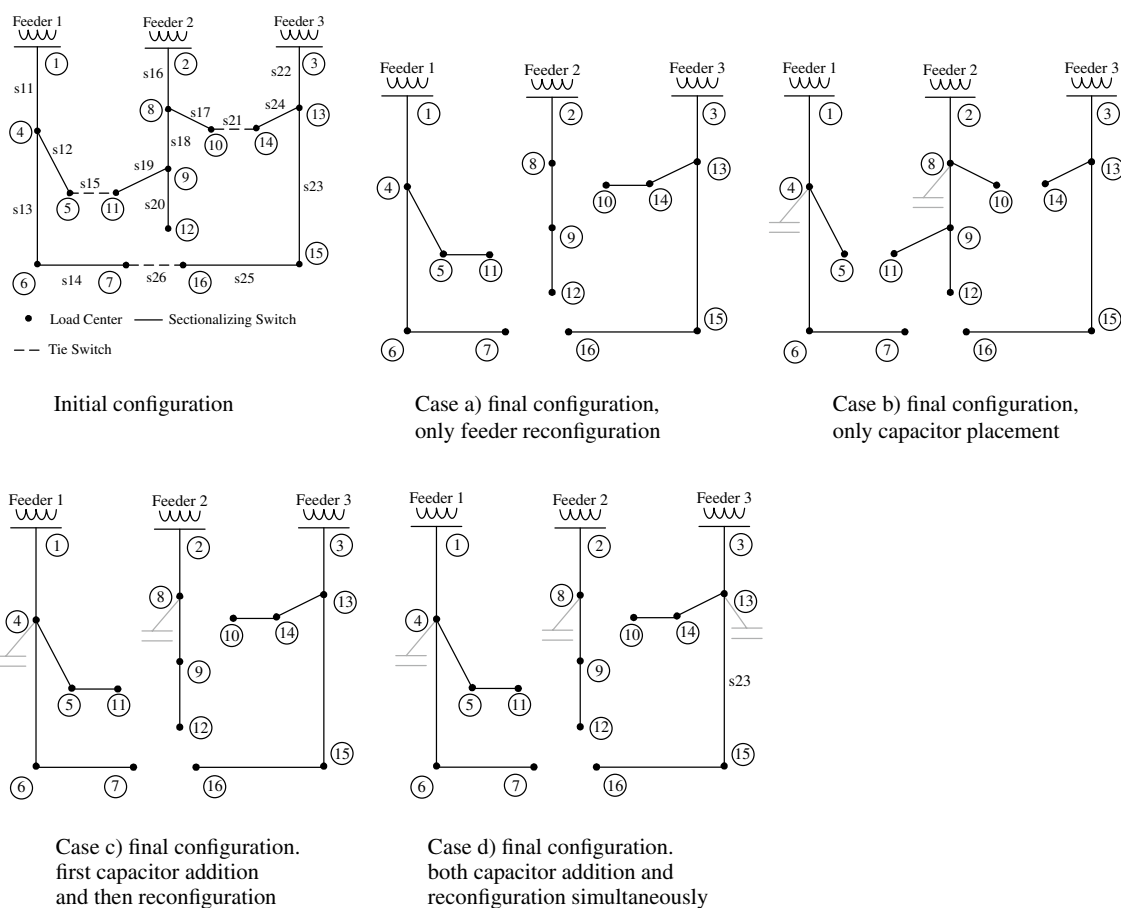 Feeder 1
Feeder 2
Feeder 3
1
2
3
s11
s16
s22
4
8
13
s17
s24
s21
s12
10
14
s18
s15
s19
9
s13
5
11
s20
s23
12
15
6
s14
7
s26
16
s25
Load Center
Sectionalizing Switch
Tie Switch
Initial configuration
Feeder 1
Feeder 2
Feeder 3
1
2
3
8
13
4
10
14
9
5
11
12
15
6
7
16
Case a) final configuration,
only feeder reconfiguration
Feeder 1
Feeder 2
Feeder 3
1
2
3
8
13
4
10
14
9
5
11
12
15
6
7
16
Case b) final configuration,
only capacitor placement
Feeder 1
Feeder 2
Feeder 3
1
2
3
8
13
4
10
14
9
5
11
12
15
6
7
16
Case c) final configuration.
first capacitor addition
and then reconfiguration
Feeder 1
Feeder 2
Feeder 3
1
2
3
8
13
4
10
14
9
s23
5
11
12
15
6
7
16
Case d) final configuration.
both capacitor addition and
reconfiguration simultaneously